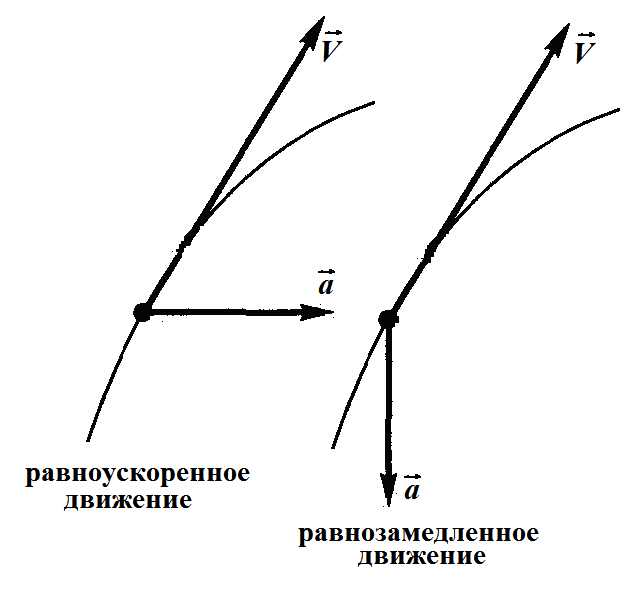 V⃗
V⃗
a⃗
a⃗
равноускоренное
движение
равнозамедленное
движение